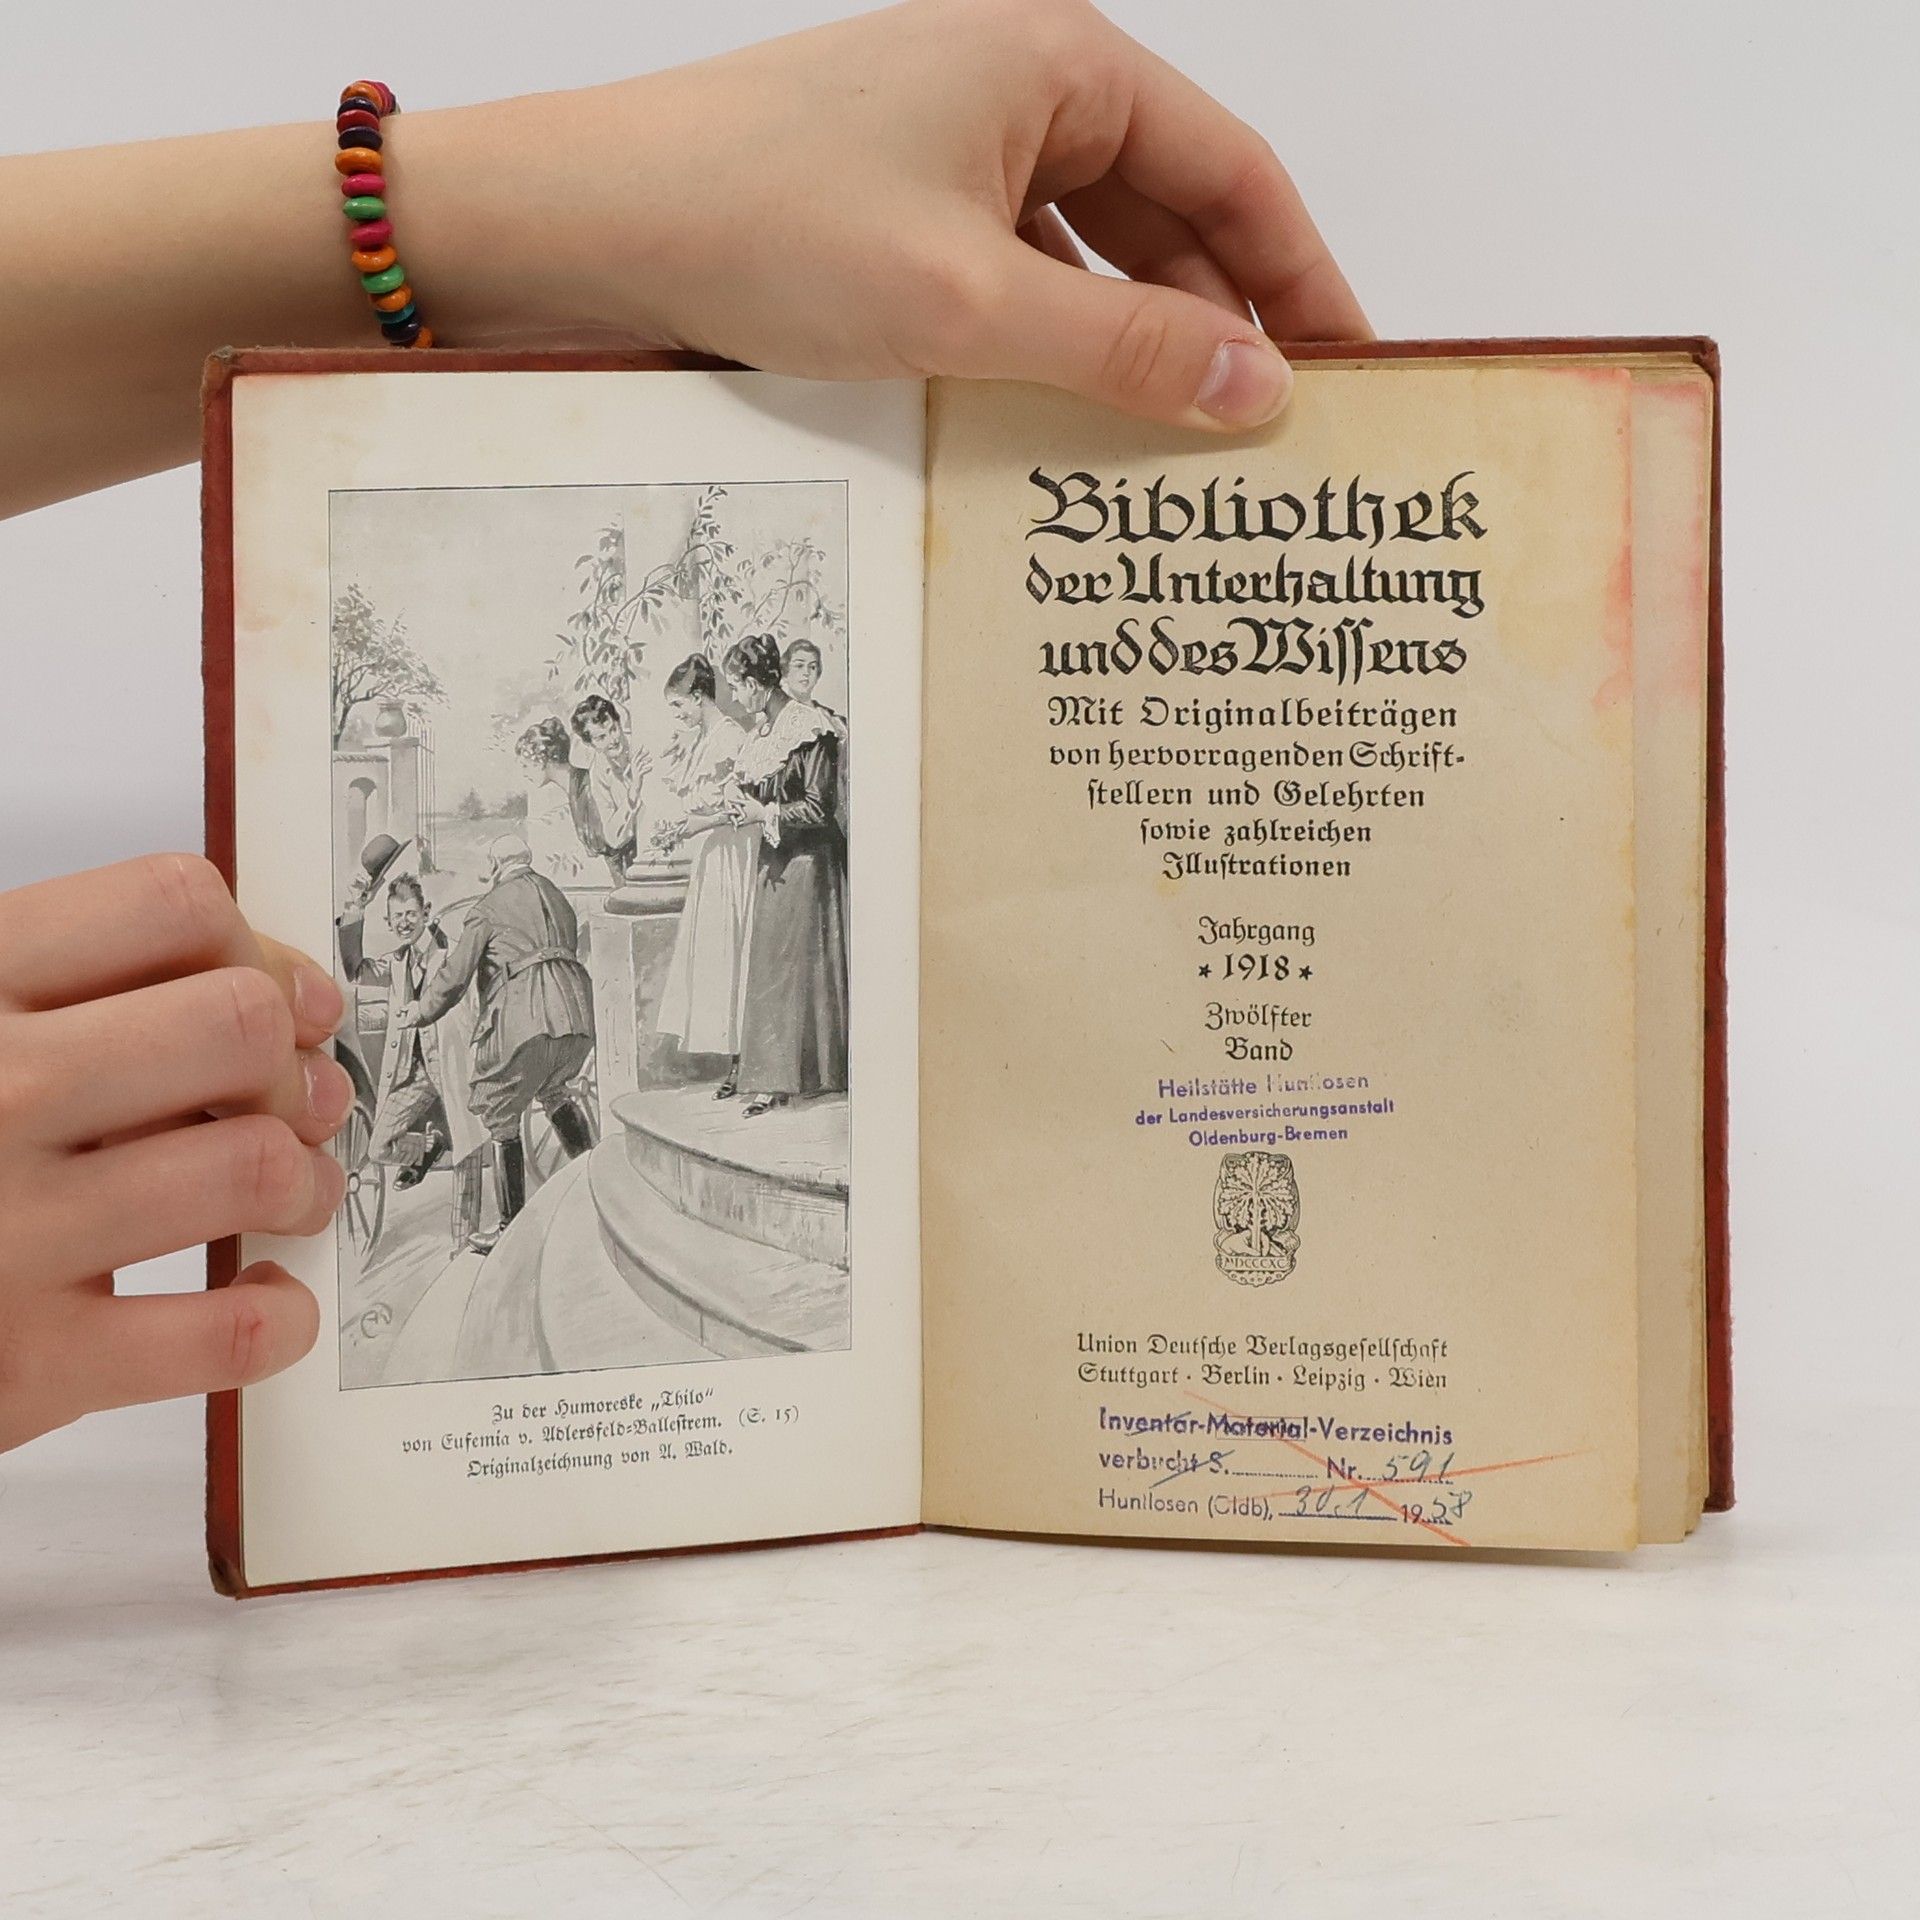 Zu der Humoreske „Thilo“
von Eufemia v. Adlersfeld-Ballestrem. (S. 15)
Originalzeichnung von A. Wald.
Bibliothek
der Unterhaltung
und des Wissens
Mit Originalbeiträgen
von hervorragenden Schrift-
stellern und Gelehrten
sowie zahlreichen
Illustrationen
Jahrgang
* 1918 *
Zwölfter
Band
Heilstätte Huntlosen
der Landesversicherungsanstalt
Oldenburg-Bremen
MDCCCXC
Union Deutsche Verlagsgesellschaft
Stuttgart · Berlin · Leipzig · Wien
Inventar-Material-Verzeichnis
verbucht S. Nr. 591
Huntlosen (Oldb), 30.1 1958